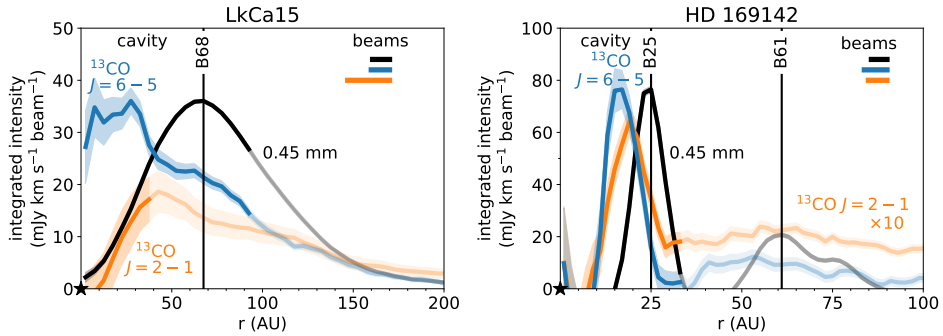 LkCa15
integrated intensity
(mJy km s⁻¹ beam⁻¹)
50
40
30
20
10
0
cavity
B68
beams
¹³CO
J = 6 − 5
0.45 mm
¹³CO
J = 2 − 1
50
100
150
200
r (AU)
HD 169142
integrated intensity
(mJy km s⁻¹ beam⁻¹)
100
80
60
40
20
0
cavity
B25
B61
beams
¹³CO
J = 6 − 5
0.45 mm
¹³CO J = 2 − 1
×10
25
50
75
100
r (AU)